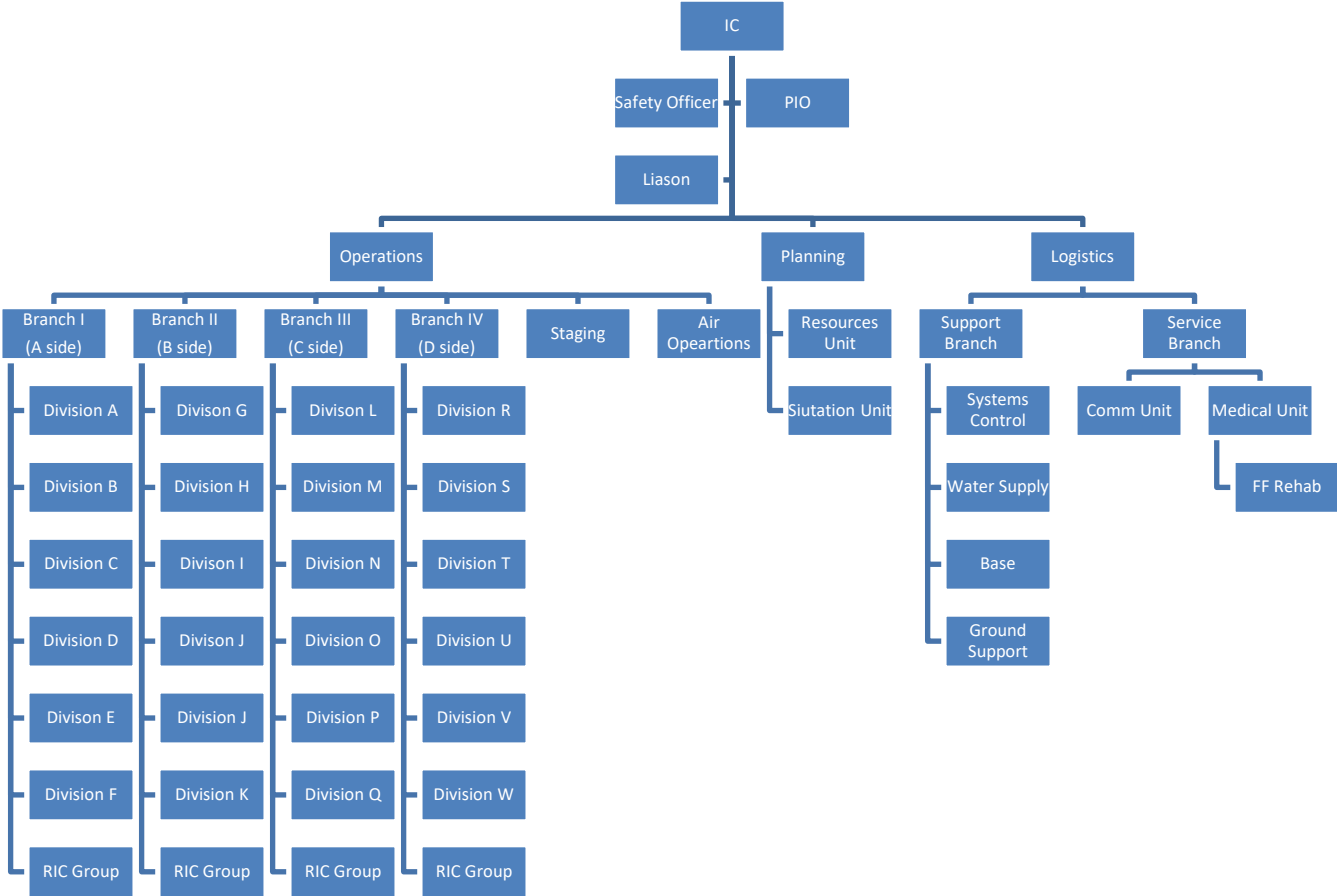 IC
Safety Officer
PIO
Liason
Operations
Planning
Logistics
Branch I
(A side)
Branch II
(B side)
Branch III
(C side)
Branch IV
(D side)
Staging
Air
Opeartions
Resources
Unit
Support
Branch
Service
Branch
Division A
Divison G
Divison L
Division R
Siutation Unit
Systems
Control
Comm Unit
Medical Unit
Division B
Division H
Division M
Division S
Water Supply
FF Rehab
Division C
Divison I
Division N
Division T
Base
Division D
Divison J
Division O
Division U
Ground
Support
Divison E
Division J
Division P
Division V
Division F
Division K
Division Q
Division W
RIC Group
RIC Group
RIC Group
RIC Group